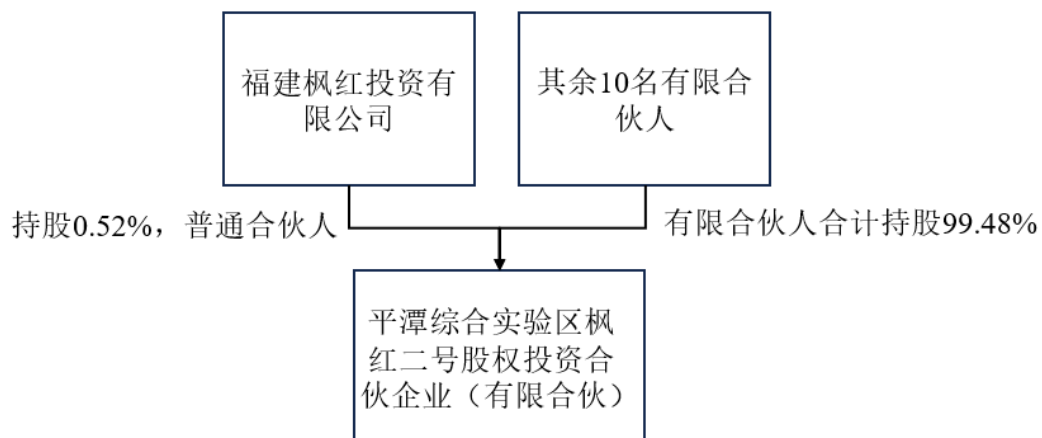 福建枫红投资有
限公司
其余10名有限合
伙人
持股0.52%，普通合伙人
有限合伙人合计持股99.48%
平潭综合实验区枫
红二号股权投资合
伙企业（有限合伙）